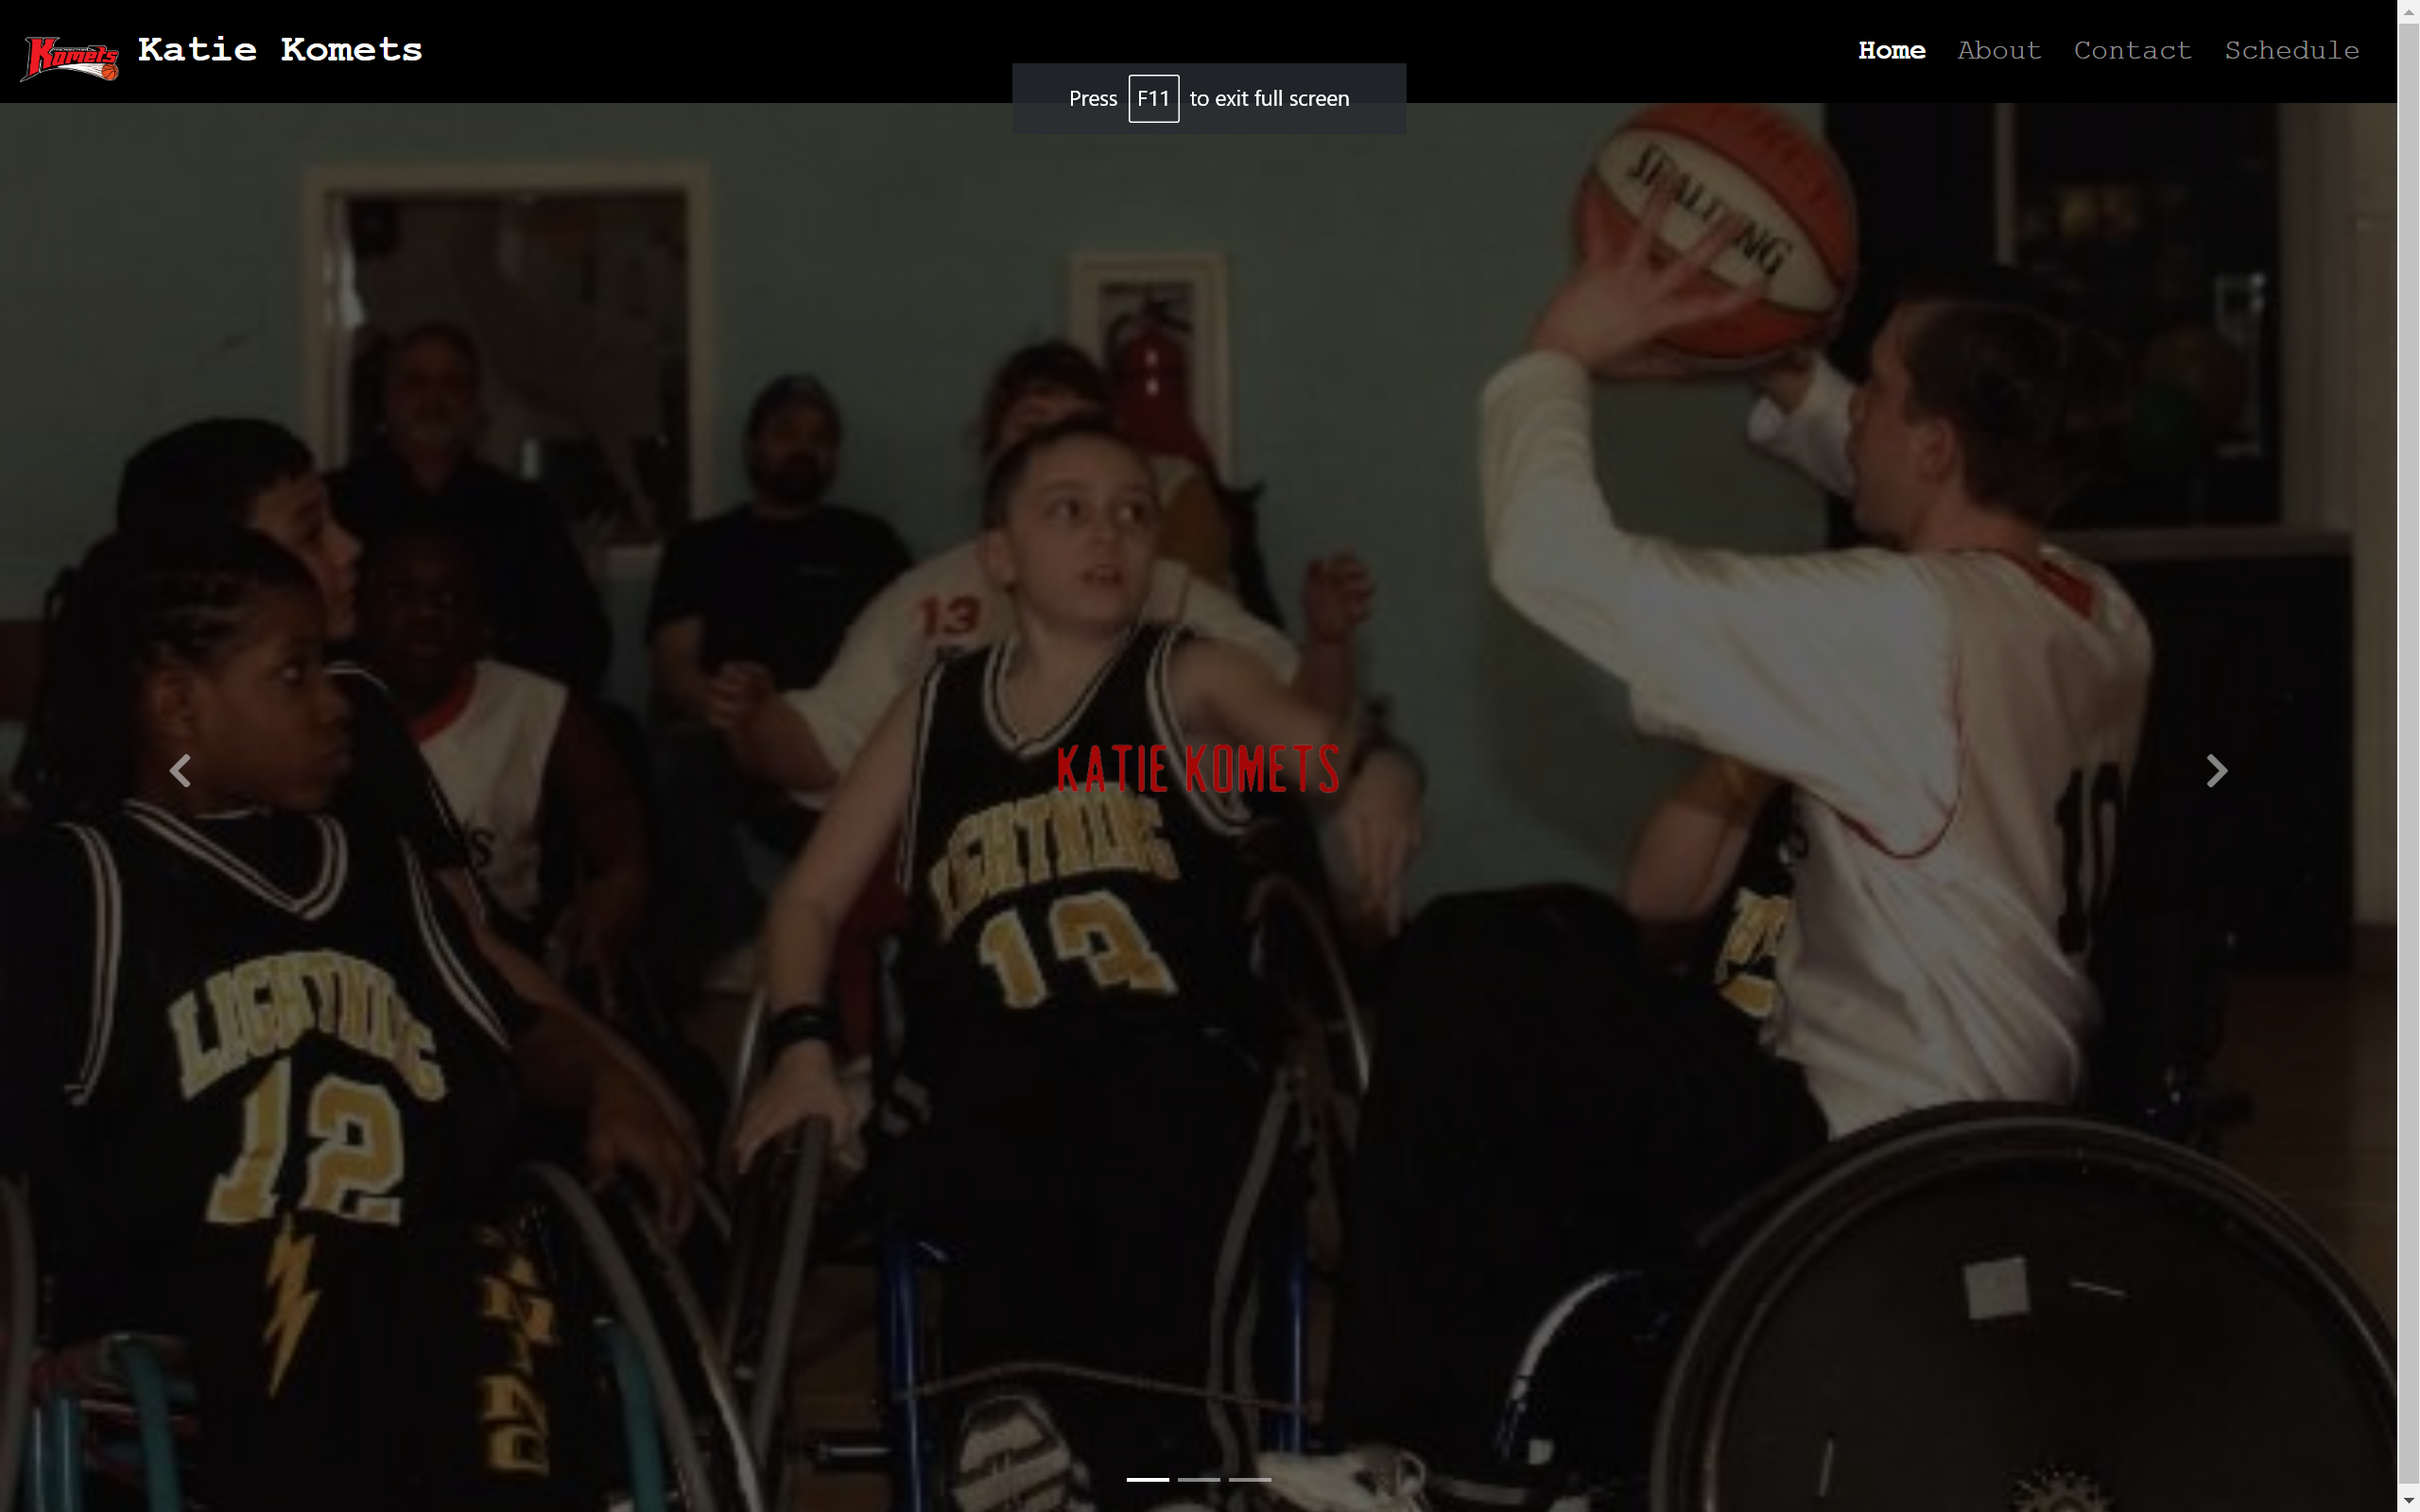 Komets Katie Komets
Home About Contact Schedule
Press F11 to exit full screen
SPALDING
13
KATIE KOMETS
LIGHTNING
13
10
LIGHTNING
12